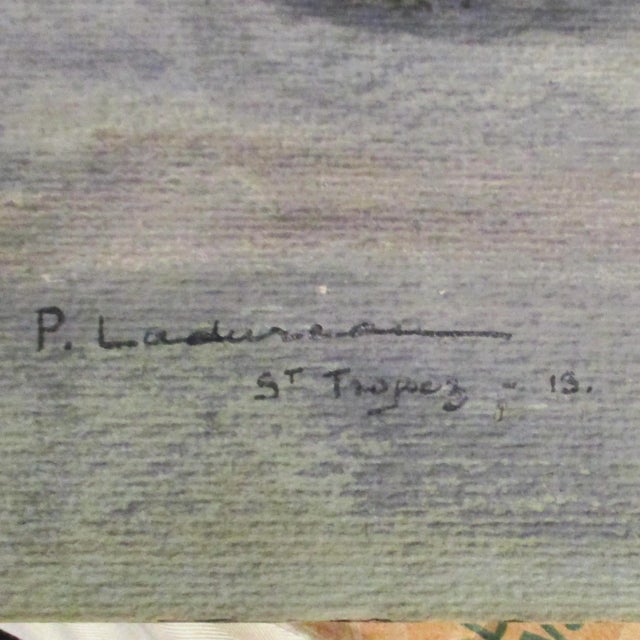 P. Ladureau
St Tropez - 13.